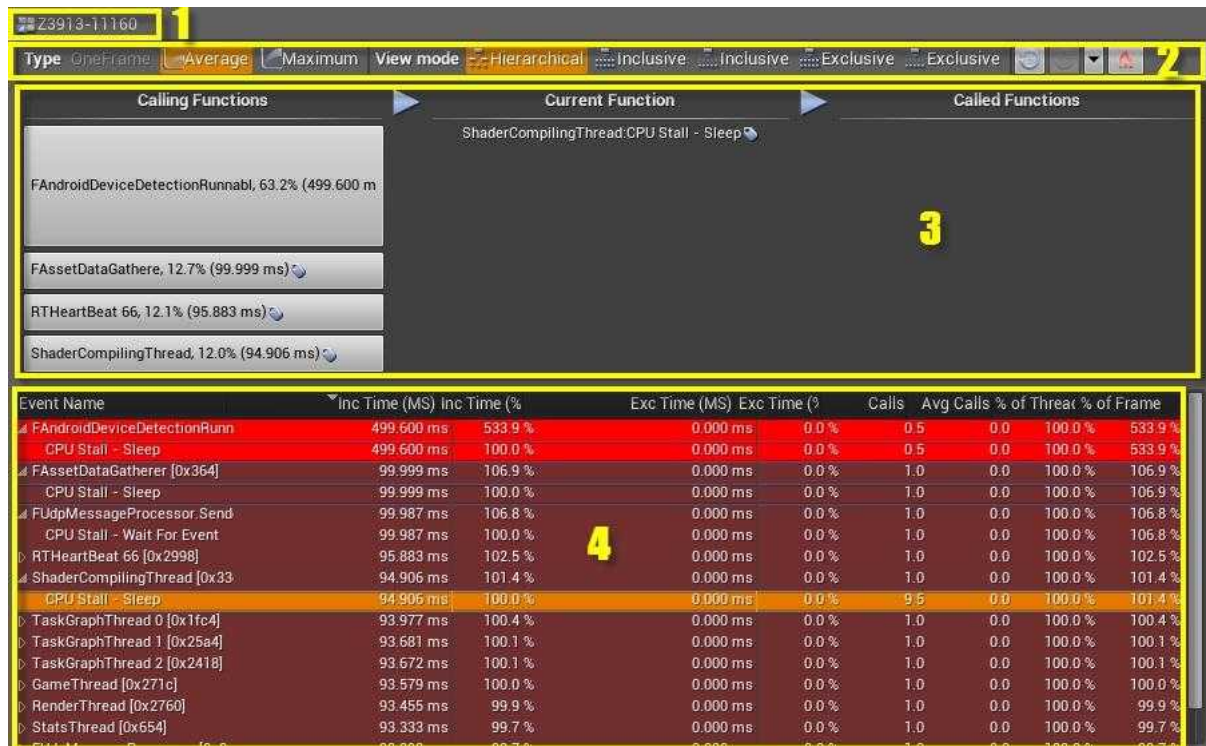 Z3913-11160 1
Type OneFrame Average Maximum View mode Hierarchical Inclusive Inclusive Exclusive Exclusive 2
Calling Functions Current Function Called Functions
ShaderCompilingThread:CPU Stall - Sleep
FAndroidDeviceDetectionRunnabl, 63.2% (499.600 m
3
FAssetDataGathere, 12.7% (99.999 ms)
RTHeartBeat 66, 12.1% (95.883 ms)
ShaderCompilingThread, 12.0% (94.906 ms)
Event Name Inc Time (MS) Inc Time (% Exc Time (MS) Exc Time (% Calls Avg Calls % of Threac % of Frame
FAndroidDeviceDetectionRunn 499.600 ms 533.9 % 0.000 ms 0.0 % 0.5 0.0 100.0 % 533.9 %
CPU Stall - Sleep 499.600 ms 100.0 % 0.000 ms 0.0 % 0.5 0.0 100.0 % 533.9 %
FAssetDataGatherer [0x364] 99.999 ms 106.9 % 0.000 ms 0.0 % 1.0 0.0 100.0 % 106.9 %
CPU Stall - Sleep 99.999 ms 100.0 % 0.000 ms 0.0 % 1.0 0.0 100.0 % 106.9 %
FUdpMessageProcessor.Send 99.987 ms 106.8 % 0.000 ms 0.0 % 1.0 0.0 100.0 % 106.8 %
CPU Stall - Wait For Event 99.987 ms 100.0 % 4 0.000 ms 0.0 % 1.0 0.0 100.0 % 106.8 %
RTHeartBeat 66 [0x2998] 95.883 ms 102.5 % 0.000 ms 0.0 % 1.0 0.0 100.0 % 102.5 %
ShaderCompilingThread [0x33 94.906 ms 101.4 % 0.000 ms 0.0 % 1.0 0.0 100.0 % 101.4 %
CPU Stall - Sleep 94.906 ms 100.0 % 0.000 ms 0.0 % 9.5 0.0 100.0 % 101.4 %
TaskGraphThread 0 [0x1fc4] 93.977 ms 100.4 % 0.000 ms 0.0 % 1.0 0.0 100.0 % 100.4 %
TaskGraphThread 1 [0x25a4] 93.681 ms 100.1 % 0.000 ms 0.0 % 1.0 0.0 100.0 % 100.1 %
TaskGraphThread 2 [0x2418] 93.672 ms 100.1 % 0.000 ms 0.0 % 1.0 0.0 100.0 % 100.1 %
GameThread [0x271c] 93.579 ms 100.0 % 0.000 ms 0.0 % 1.0 0.0 100.0 % 100.0 %
RenderThread [0x2760] 93.455 ms 99.9 % 0.000 ms 0.0 % 1.0 0.0 100.0 % 99.9 %
StatsThread [0x654] 93.333 ms 99.7 % 0.000 ms 0.0 % 1.0 0.0 100.0 % 99.7 %